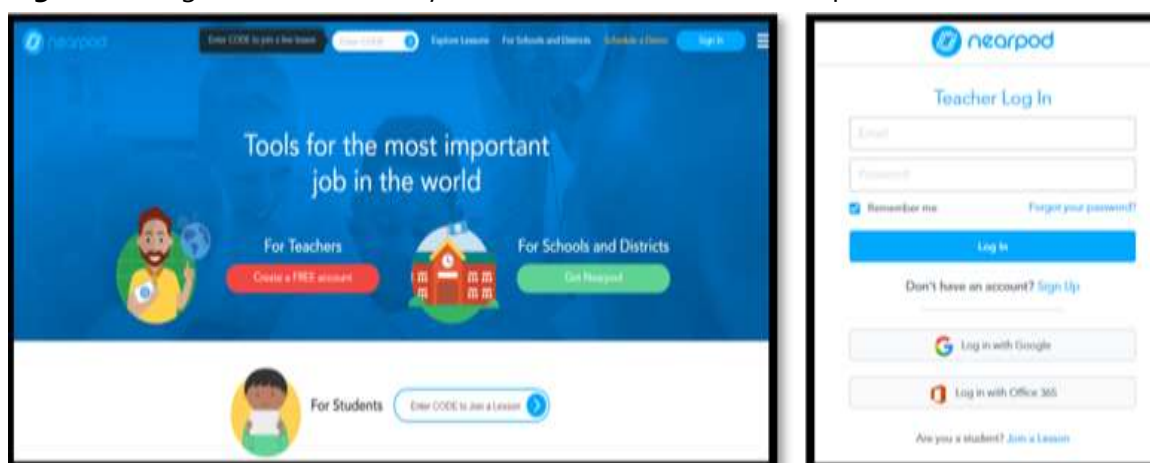 nearpod
Enter CODE to join a live lesson
Enter CODE
Explore Lessons
For Schools and Districts
Schedule a Demo
Sign In
Tools for the most important
job in the world
For Teachers
Create a FREE account
For Schools and Districts
Get Nearpod
For Students
Enter CODE to Join a Lesson
nearpod
Teacher Log In
Email
Password
Remember me
Forgot your password?
Log In
Don't have an account? Sign Up
Log in with Google
Log in with Office 365
Are you a student? Join a Lesson